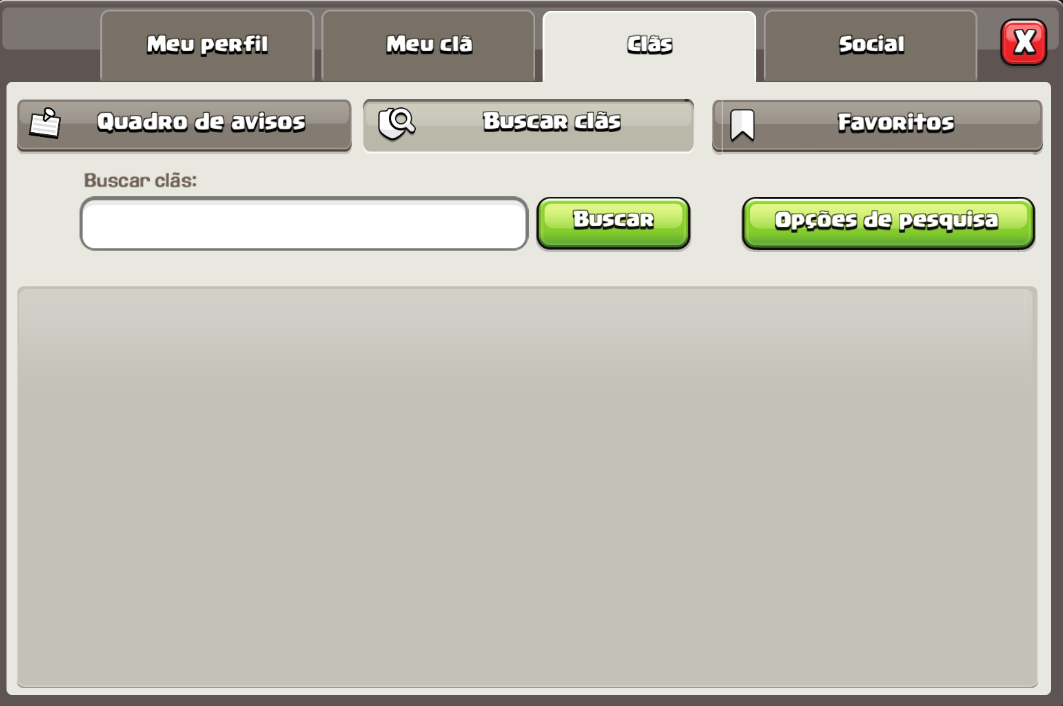 Meu perfil
Meu clã
Clãs
Social
X
Quadro de avisos
Buscar clãs
Favoritos
Buscar clãs:
Buscar
Opções de pesquisa